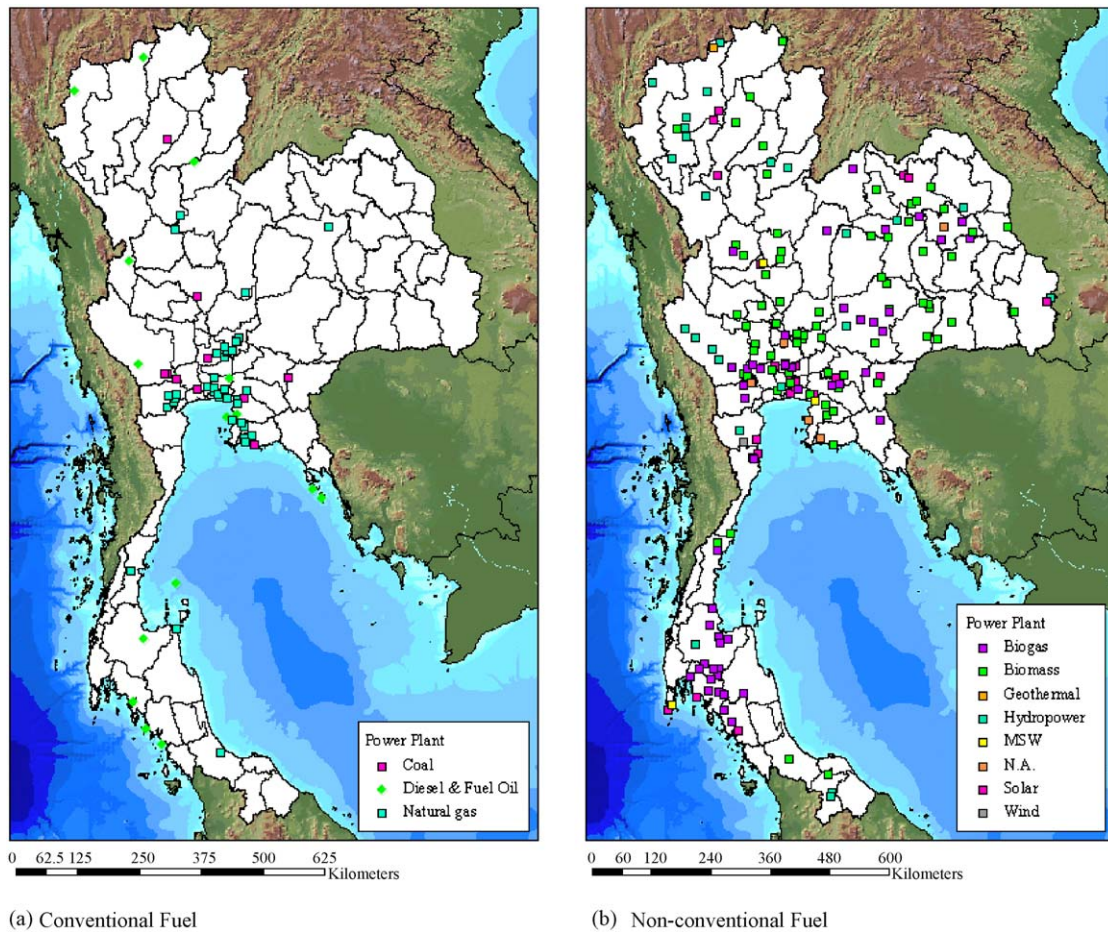 Power Plant
Coal
Diesel & Fuel Oil
Natural gas
0 62.5 125 250 375 500 625
Kilometers
(a) Conventional Fuel
Power Plant
Biogas
Biomass
Geothermal
Hydropower
MSW
N.A.
Solar
Wind
0 60 120 240 360 480 600
Kilometers
(b) Non-conventional Fuel